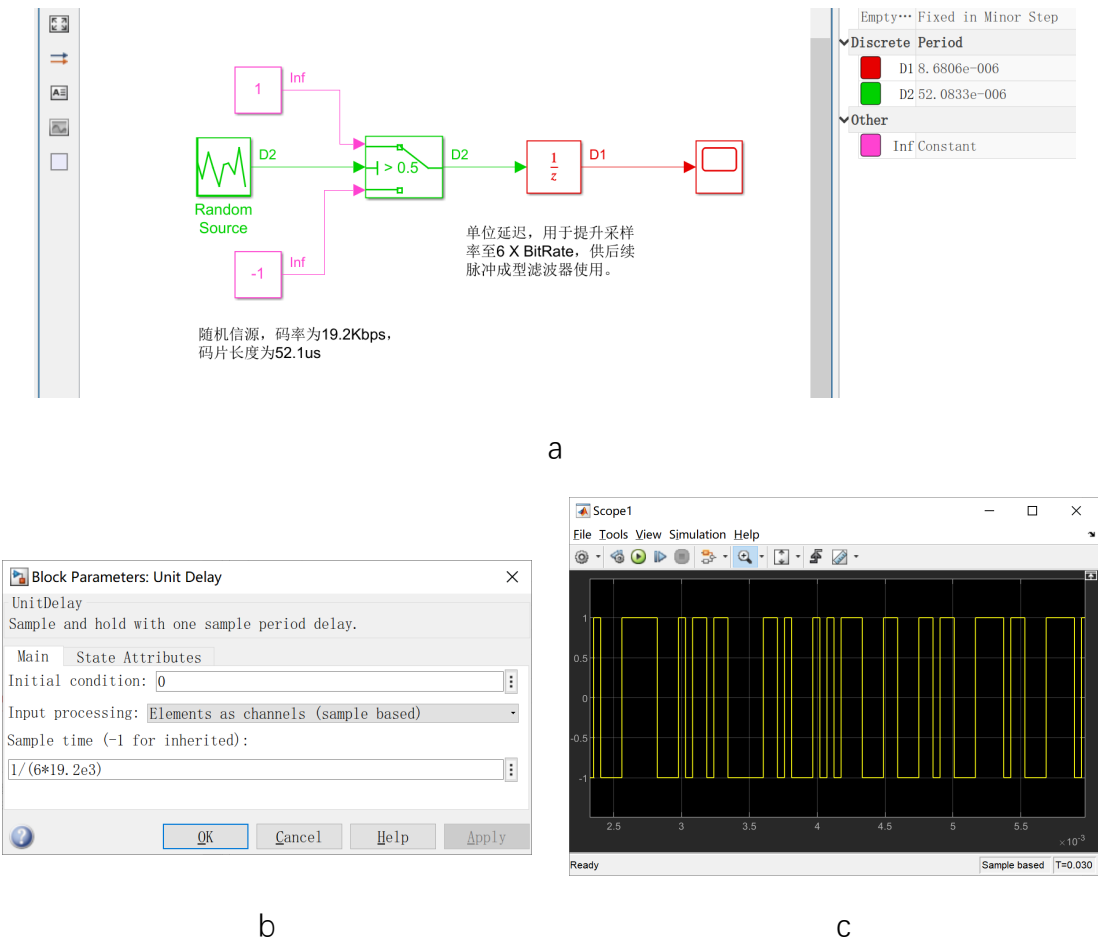 Empty··· Fixed in Minor Step
Discrete Period
D1 8.6806e-006
D2 52.0833e-006
Other
Inf Constant
1
Inf
D2
> 0.5
D2
1
z
D1
Random
Source
-1
Inf
单位延迟，用于提升采样
率至6 X BitRate，供后续
脉冲成型滤波器使用。
随机信源，码率为19.2Kbps，
码片长度为52.1us
a
Block Parameters: Unit Delay
UnitDelay
Sample and hold with one sample period delay.
Main State Attributes
Initial condition: 0
Input processing: Elements as channels (sample based)
Sample time (-1 for inherited):
1/(6*19.2e3)
OK Cancel Help Apply
b
Scope1
File Tools View Simulation Help
1
0.5
0
-0.5
-1
2.5 3 3.5 4 4.5 5 5.5
×10-3
Ready Sample based T=0.030
c